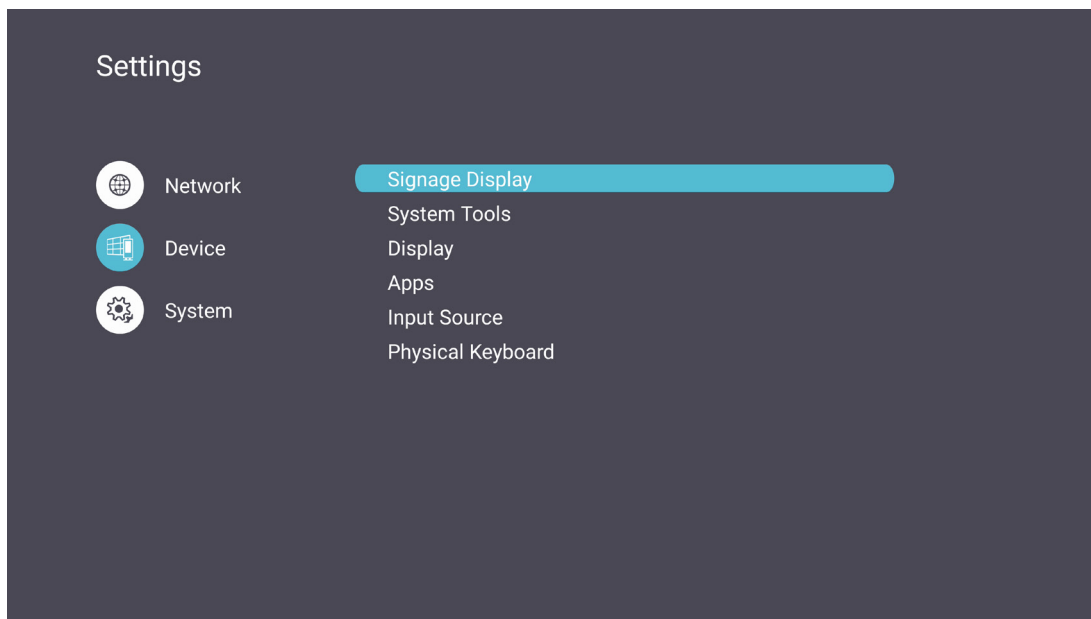 Settings
Network
Device
System
Signage Display
System Tools
Display
Apps
Input Source
Physical Keyboard